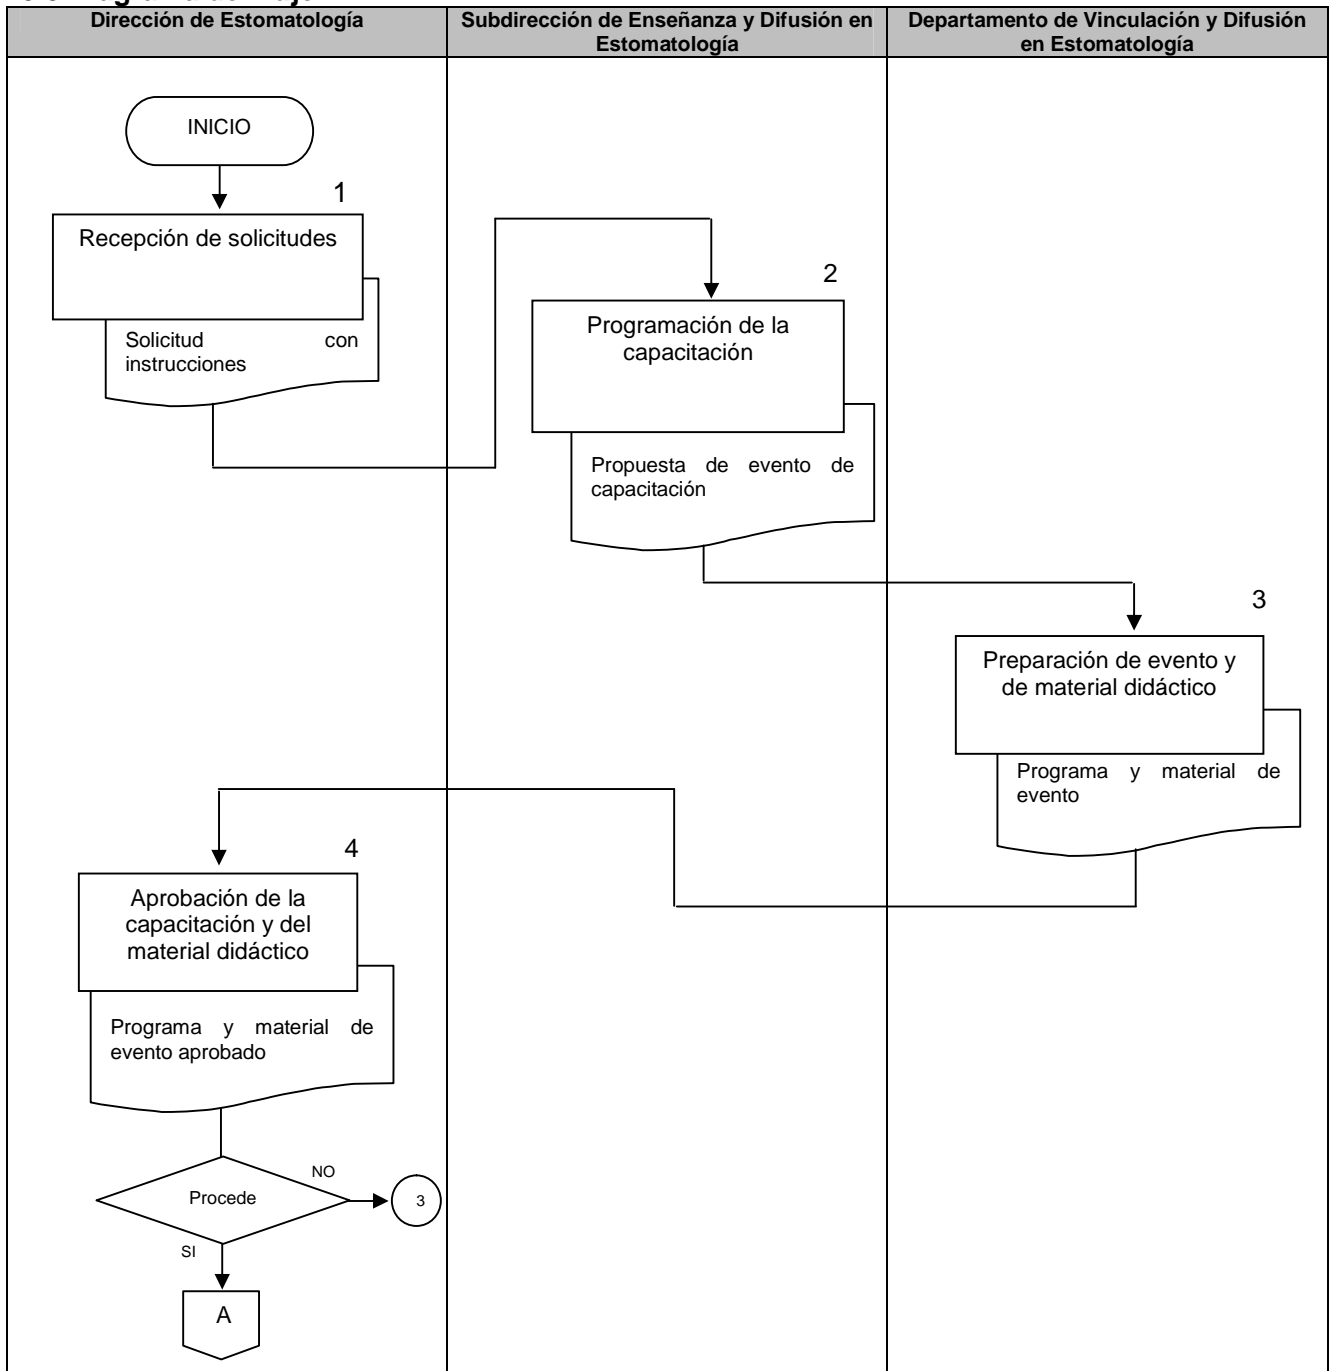 Dirección de Estomatología
Subdirección de Enseñanza y Difusión en
Estomatología
Departamento de Vinculación y Difusión
en Estomatología
INICIO
1
Recepción de solicitudes
Solicitud con
instrucciones
2
Programación de la
capacitación
Propuesta de evento de
capacitación
3
Preparación de evento y
de material didáctico
Programa y material de
evento
4
Aprobación de la
capacitación y del
material didáctico
Programa y material de
evento aprobado
Procede
NO
3
SI
A